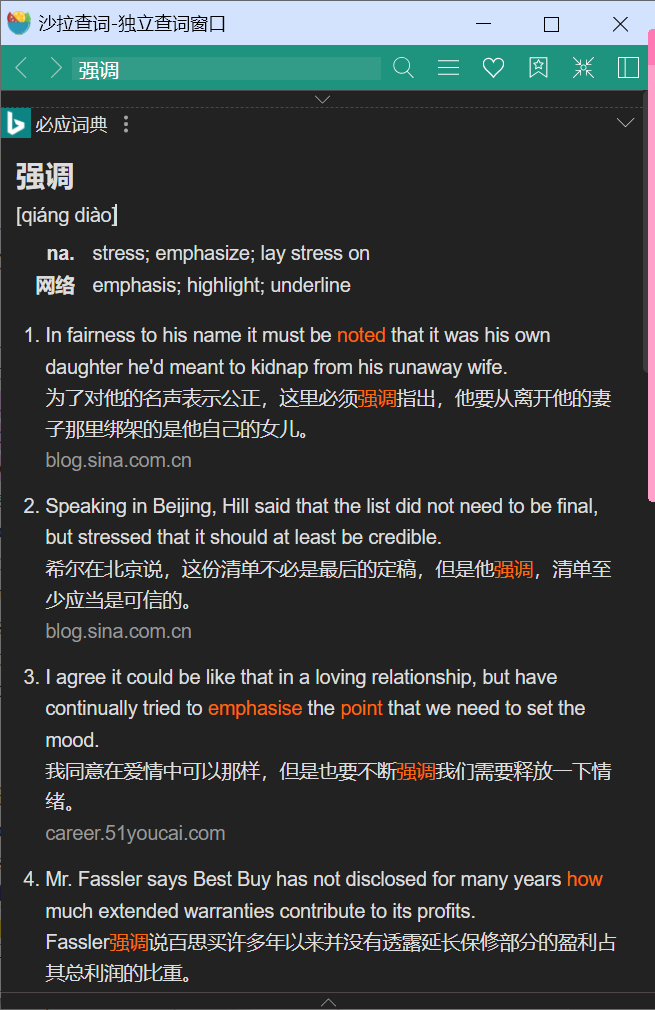 沙拉查词-独立查词窗口
强调
必应词典
强调
[qiáng diào]
na. stress; emphasize; lay stress on
网络 emphasis; highlight; underline
1. In fairness to his name it must be noted that it was his own
daughter he'd meant to kidnap from his runaway wife.
为了对他的名声表示公正，这里必须强调指出，他要从离开他的妻
子那里绑架的是他自己的女儿。
blog.sina.com.cn
2. Speaking in Beijing, Hill said that the list did not need to be final,
but stressed that it should at least be credible.
希尔在北京说，这份清单不必是最后的定稿，但是他强调，清单至
少应当是可信的。
blog.sina.com.cn
3. I agree it could be like that in a loving relationship, but have
continually tried to emphasise the point that we need to set the
mood.
我同意在爱情中可以那样，但是也要不断强调我们需要释放一下情
绪。
career.51youcai.com
4. Mr. Fassler says Best Buy has not disclosed for many years how
much extended warranties contribute to its profits.
Fassler强调说百思买许多年以来并没有透露延长保修部分的盈利占
其总利润的比重。